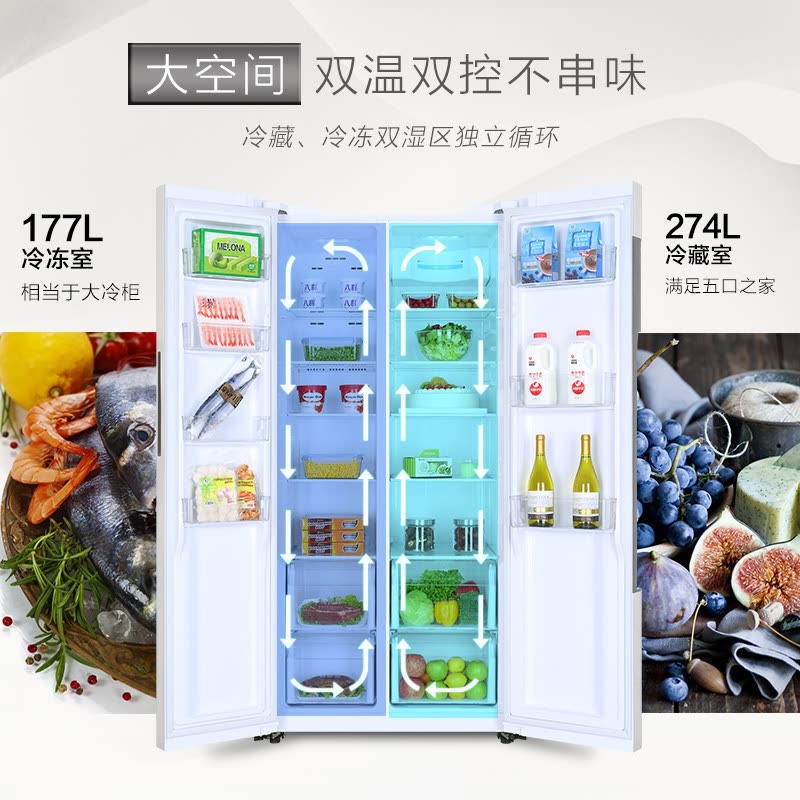 大空间 双温双控不串味
冷藏、冷冻双湿区独立循环
177L
冷冻室
相当于大冷柜
274L
冷藏室
满足五口之家
MELONA